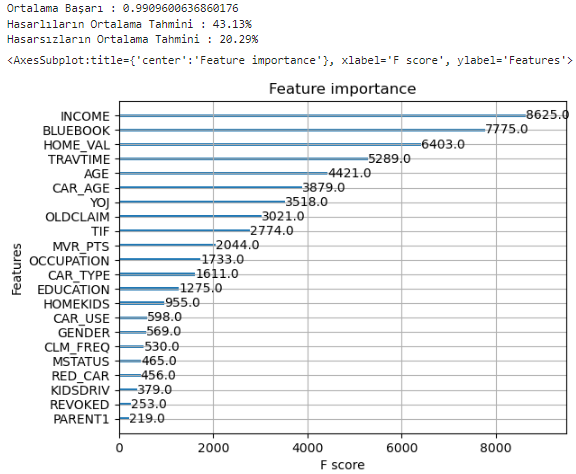 Ortalama Başarı : 0.9909600636860176
Hasarlıların Ortalama Tahmini : 43.13%
Hasarsızların Ortalama Tahmini : 20.29%
<AxesSubplot:title={'center':'Feature importance'}, xlabel='F score', ylabel='Features'>
Feature importance
INCOME 8625.0
BLUEBOOK 7775.0
HOME_VAL 6403.0
TRAVTIME 5289.0
AGE 4421.0
CAR_AGE 3879.0
YOJ 3518.0
OLDCLAIM 3021.0
TIF 2774.0
MVR_PTS 2044.0
OCCUPATION 1733.0
CAR_TYPE 1611.0
EDUCATION 1275.0
HOMEKIDS 955.0
CAR_USE 598.0
GENDER 569.0
CLM_FREQ 530.0
MSTATUS 465.0
RED_CAR 456.0
KIDSDRIV 379.0
REVOKED 253.0
PARENT1 219.0
Features
0 2000 4000 6000 8000
F score